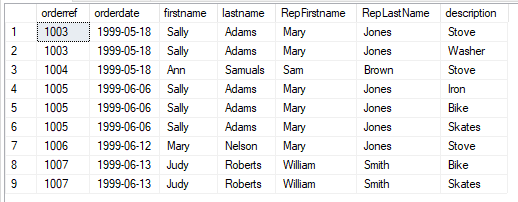 orderref orderdate firstname lastname RepFirstname RepLastName description
1 1003 1999-05-18 Sally Adams Mary Jones Stove
2 1003 1999-05-18 Sally Adams Mary Jones Washer
3 1004 1999-05-18 Ann Samuals Sam Brown Stove
4 1005 1999-06-06 Sally Adams Mary Jones Iron
5 1005 1999-06-06 Sally Adams Mary Jones Bike
6 1005 1999-06-06 Sally Adams Mary Jones Skates
7 1006 1999-06-12 Mary Nelson Mary Jones Stove
8 1007 1999-06-13 Judy Roberts William Smith Bike
9 1007 1999-06-13 Judy Roberts William Smith Skates